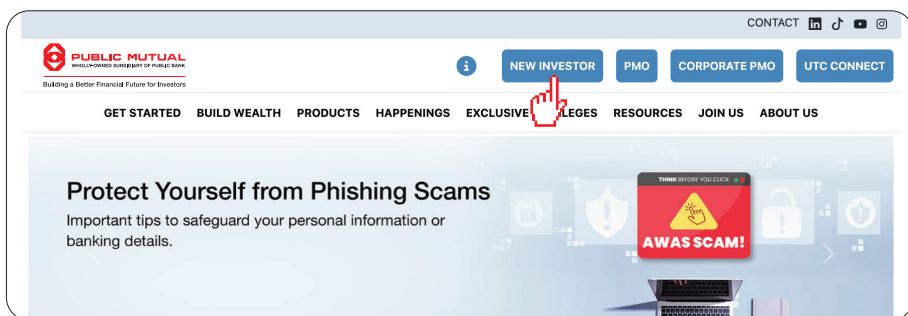 CONTACT
PUBLIC MUTUAL
WHOLLY-OWNED SUBSIDIARY OF PUBLIC BANK
Building a Better Financial Future for Investors
i
NEW INVESTOR
PMO
CORPORATE PMO
UTC CONNECT
GET STARTED BUILD WEALTH PRODUCTS HAPPENINGS EXCLUSIVE LEGES RESOURCES JOIN US ABOUT US
Protect Yourself from Phishing Scams
Important tips to safeguard your personal information or
banking details.
THINK BEFORE YOU CLICK
AWAS SCAM!